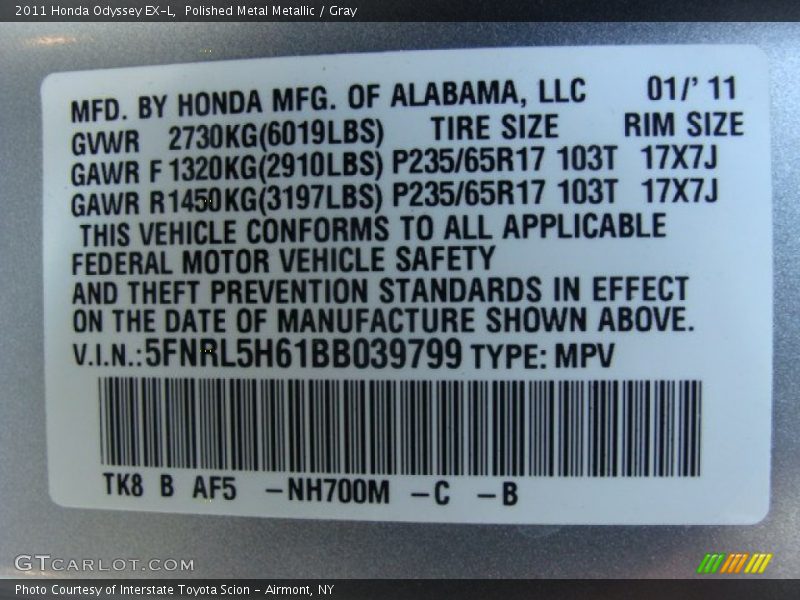 2011 Honda Odyssey EX-L, Polished Metal Metallic / Gray
MFD. BY HONDA MFG. OF ALABAMA, LLC 01/' 11
GVWR 2730KG(6019LBS) TIRE SIZE RIM SIZE
GAWR F 1320KG(2910LBS) P235/65R17 103T 17X7J
GAWR R1450KG(3197LBS) P235/65R17 103T 17X7J
THIS VEHICLE CONFORMS TO ALL APPLICABLE
FEDERAL MOTOR VEHICLE SAFETY
AND THEFT PREVENTION STANDARDS IN EFFECT
ON THE DATE OF MANUFACTURE SHOWN ABOVE.
V.I.N.:5FNRL5H61BB039799 TYPE: MPV
TK8 B AF5 -NH700M -C -B
GTCARLOT.COM
Photo Courtesy of Interstate Toyota Scion - Airmont, NY